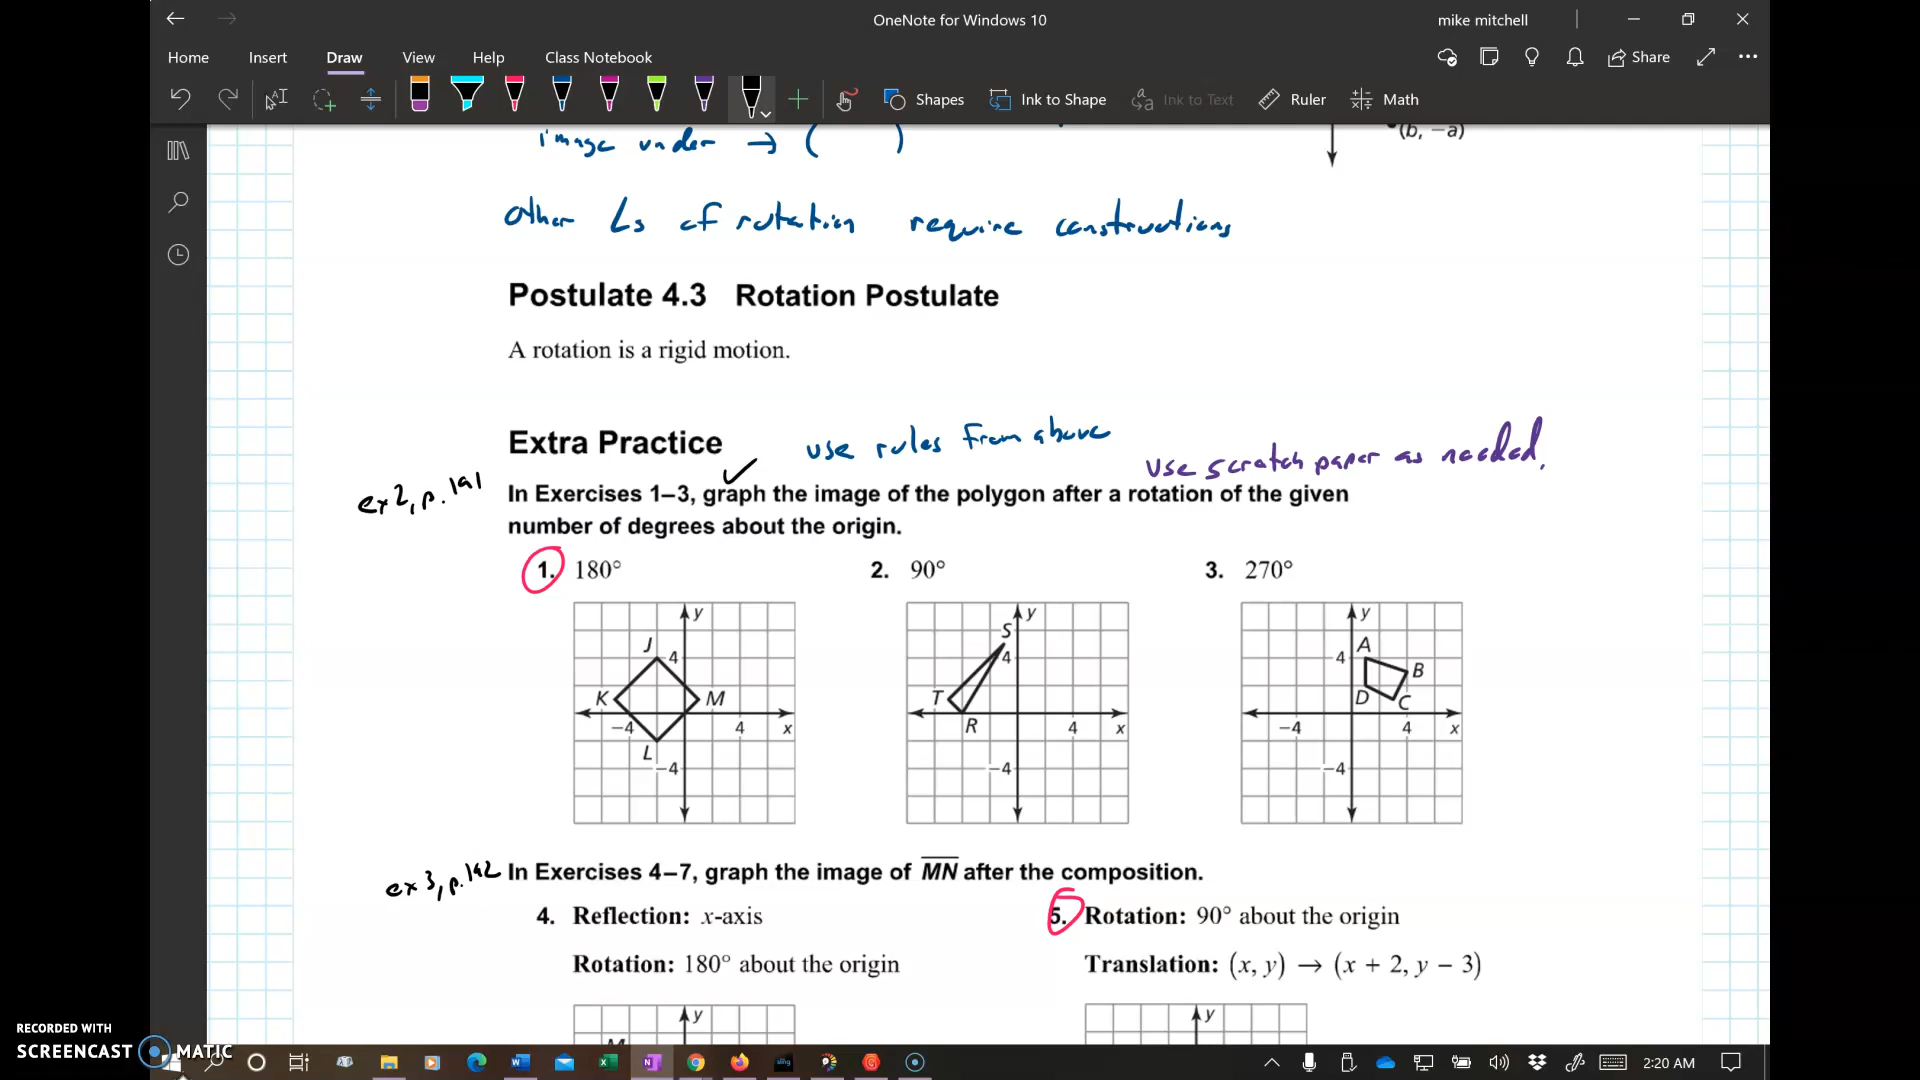 OneNote for Windows 10
mike mitchell
Home Insert Draw View Help Class Notebook
Share
Shapes Ink to Shape Ink to Text Ruler Math
image under → ( )
(b, −a)
other ∠s of rotation require constructions
Postulate 4.3 Rotation Postulate
A rotation is a rigid motion.
Extra Practice
use rules from above
use scratch paper as needed.
ex 2, p. 191
In Exercises 1–3, graph the image of the polygon after a rotation of the given
number of degrees about the origin.
1. 180° 2. 90° 3. 270°
y
J
4
K
M
−4
4
x
L
−4
y
S
4
T
R
4
x
−4
y
A
4
B
D
C
−4
4
x
−4
ex 3, p. 192
In Exercises 4–7, graph the image of M̅N̅ after the composition.
4. Reflection: x-axis
5. Rotation: 90° about the origin
Rotation: 180° about the origin
Translation: (x, y) → (x + 2, y − 3)
y
M
y
RECORDED WITH
SCREENCAST MATIC
2:20 AM